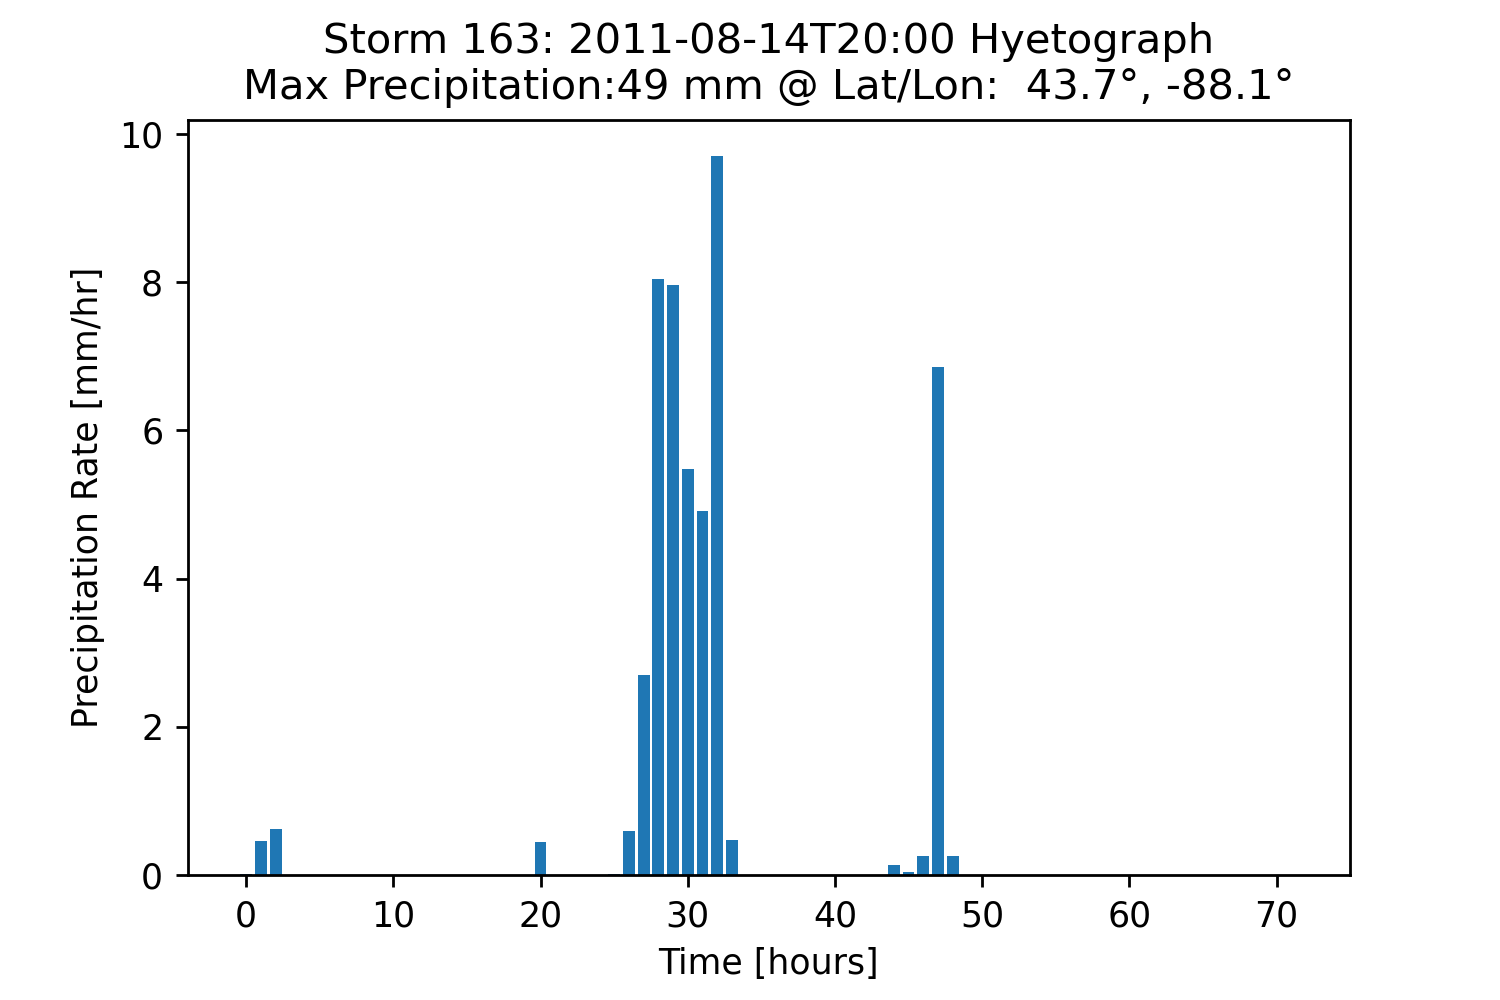 Storm 163: 2011-08-14T20:00 Hyetograph
Max Precipitation:49 mm @ Lat/Lon:  43.7°, -88.1°
10
8
6
4
2
0
Precipitation Rate [mm/hr]
0 10 20 30 40 50 60 70
Time [hours]